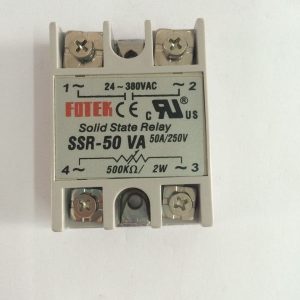 24~380VAC
1~ 2
FOTEK CE c RU US
Solid State Relay
SSR-50 VA 50A/250V
4~ ~3
500KΩ/ 2W